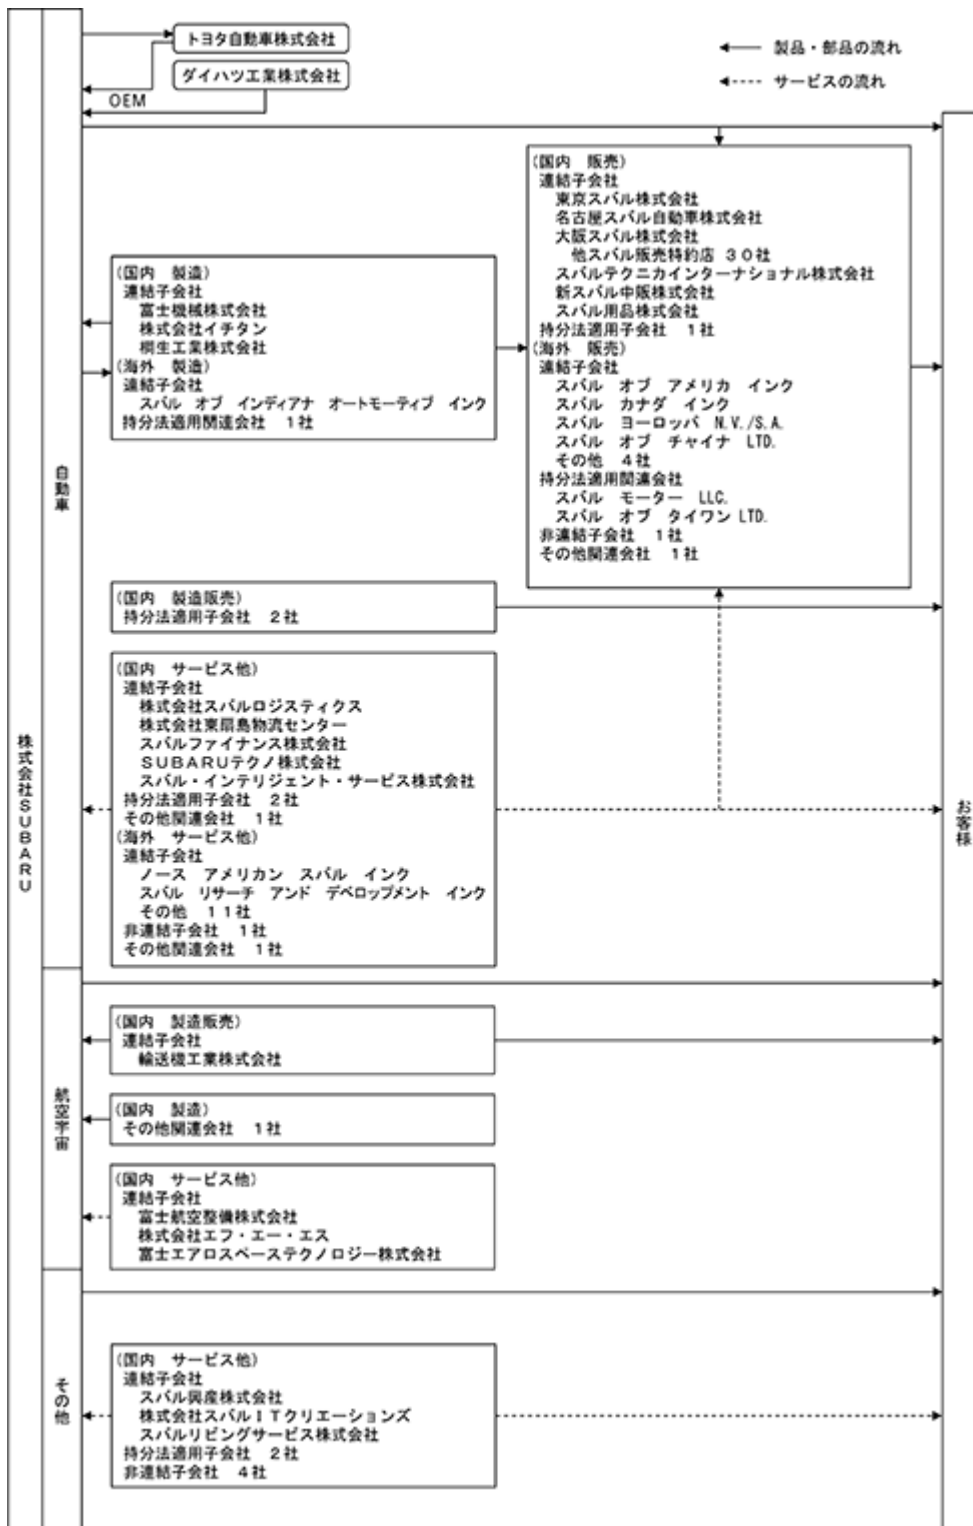 トヨタ自動車株式会社
ダイハツ工業株式会社
OEM
製品・部品の流れ
サービスの流れ
(国内 販売)
連結子会社
東京スバル株式会社
名古屋スバル自動車株式会社
大阪スバル株式会社
他スバル販売特約店 30社
スバルテクニカインターナショナル株式会社
新スバル中販株式会社
スバル用品株式会社
持分法適用子会社 1社
(海外 販売)
連結子会社
スバル オブ アメリカ インク
スバル カナダ インク
スバル ヨーロッパ N.V./S.A.
スバル オブ チャイナ LTD.
その他 4社
持分法適用関連会社
スバル モーター LLC.
スバル オブ タイワン LTD.
非連結子会社 1社
その他関連会社 1社
(国内 製造)
連結子会社
富士機械株式会社
株式会社イチタン
桐生工業株式会社
(海外 製造)
連結子会社
スバル オブ インディアナ オートモーティブ インク
持分法適用関連会社 1社
自動車
(国内 製造販売)
持分法適用子会社 2社
(国内 サービス他)
連結子会社
株式会社スバルロジスティクス
株式会社東扇島物流センター
スバルファイナンス株式会社
SUBARUテクノ株式会社
スバル・インテリジェント・サービス株式会社
持分法適用子会社 2社
その他関連会社 1社
(海外 サービス他)
連結子会社
ノース アメリカン スバル インク
スバル リサーチ アンド デベロップメント インク
その他 11社
非連結子会社 1社
その他関連会社 1社
株式会社SUBARU
お客様
(国内 製造販売)
連結子会社
輸送機工業株式会社
航空宇宙
(国内 製造)
その他関連会社 1社
(国内 サービス他)
連結子会社
富士航空整備株式会社
株式会社エフ・エー・エス
富士エアロスペーステクノロジー株式会社
その他
(国内 サービス他)
連結子会社
スバル興産株式会社
株式会社スバルITクリエーションズ
スバルリビングサービス株式会社
持分法適用子会社 2社
非連結子会社 4社